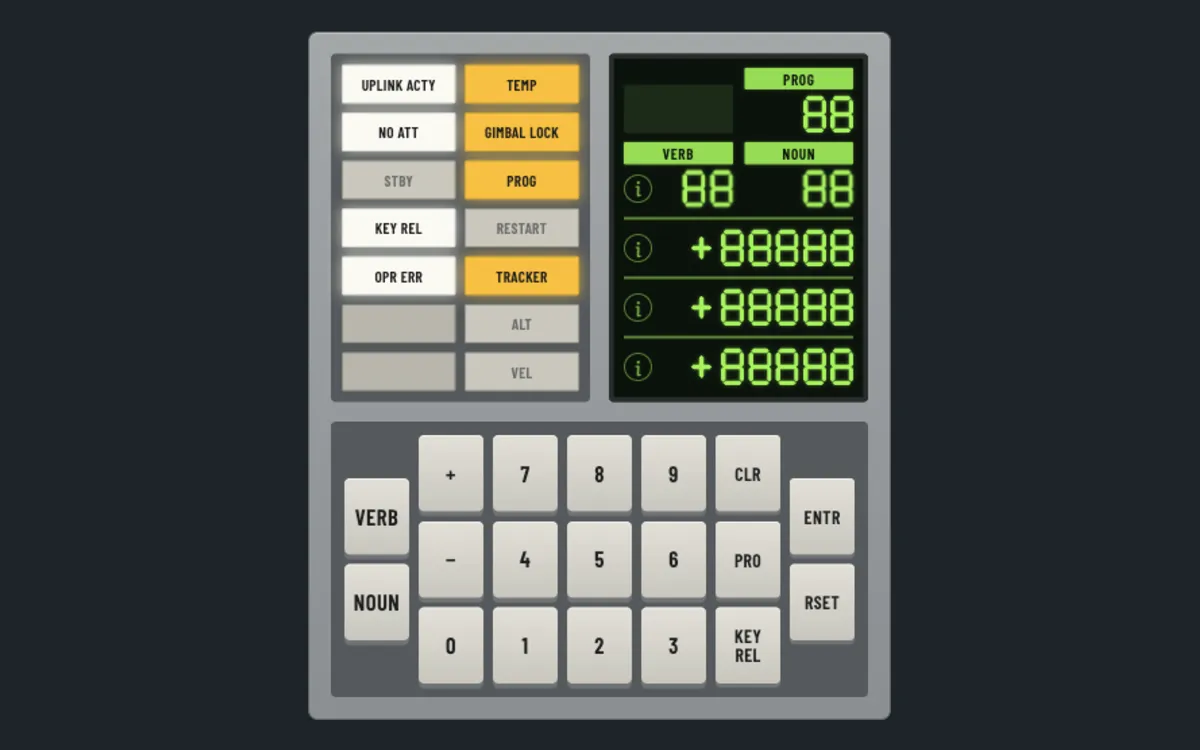 UPLINK ACTY
TEMP
NO ATT
GIMBAL LOCK
STBY
PROG
KEY REL
RESTART
OPR ERR
TRACKER
ALT
VEL
PROG
88
VERB
NOUN
i
88
88
i
+88888
i
+88888
i
+88888
VERB
NOUN
+
7
8
9
CLR
−
4
5
6
PRO
0
1
2
3
KEY
REL
ENTR
RSET